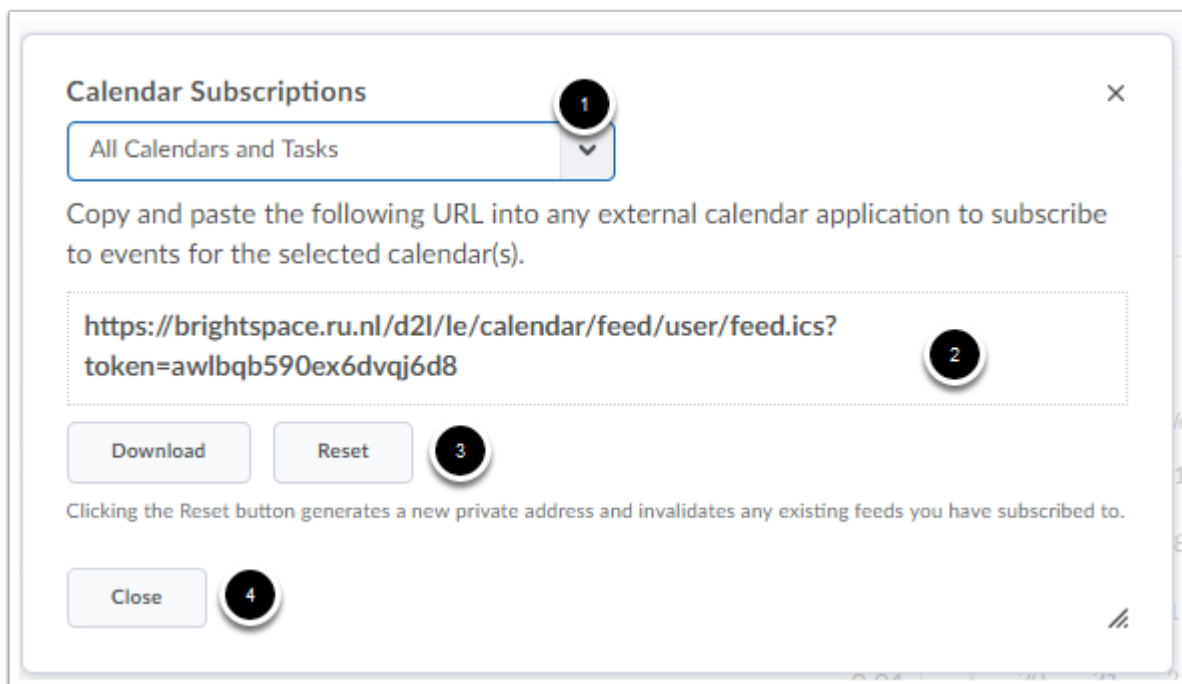 Calendar Subscriptions
1
All Calendars and Tasks
Copy and paste the following URL into any external calendar application to subscribe
to events for the selected calendar(s).
https://brightspace.ru.nl/d2l/le/calendar/feed/user/feed.ics?
token=awlbqb590ex6dvqj6d8
2
Download
Reset
3
Clicking the Reset button generates a new private address and invalidates any existing feeds you have subscribed to.
Close
4